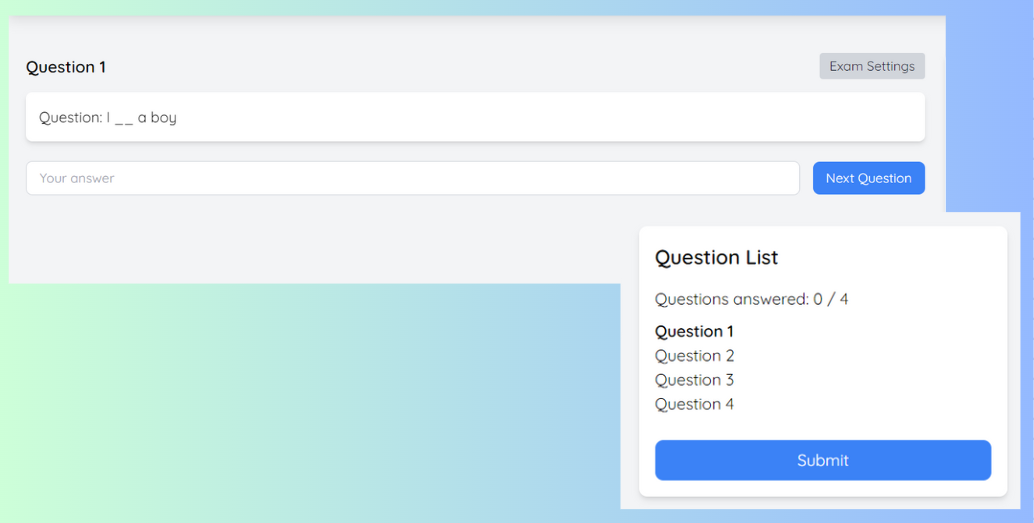 Question 1
Exam Settings
Question: I __ a boy
Your answer
Next Question
Question List
Questions answered: 0 / 4
Question 1
Question 2
Question 3
Question 4
Submit